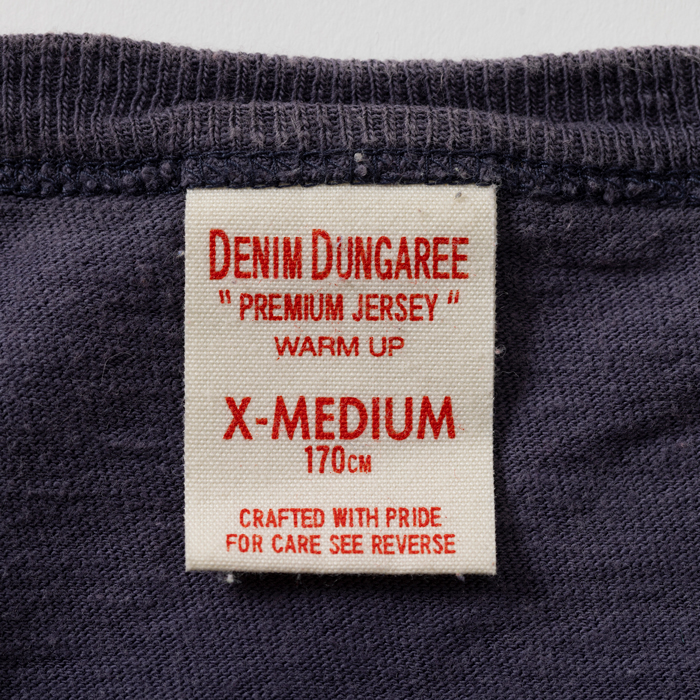 DENIM DUNGAREE
" PREMIUM JERSEY "
WARM UP
X-MEDIUM
170CM
CRAFTED WITH PRIDE
FOR CARE SEE REVERSE